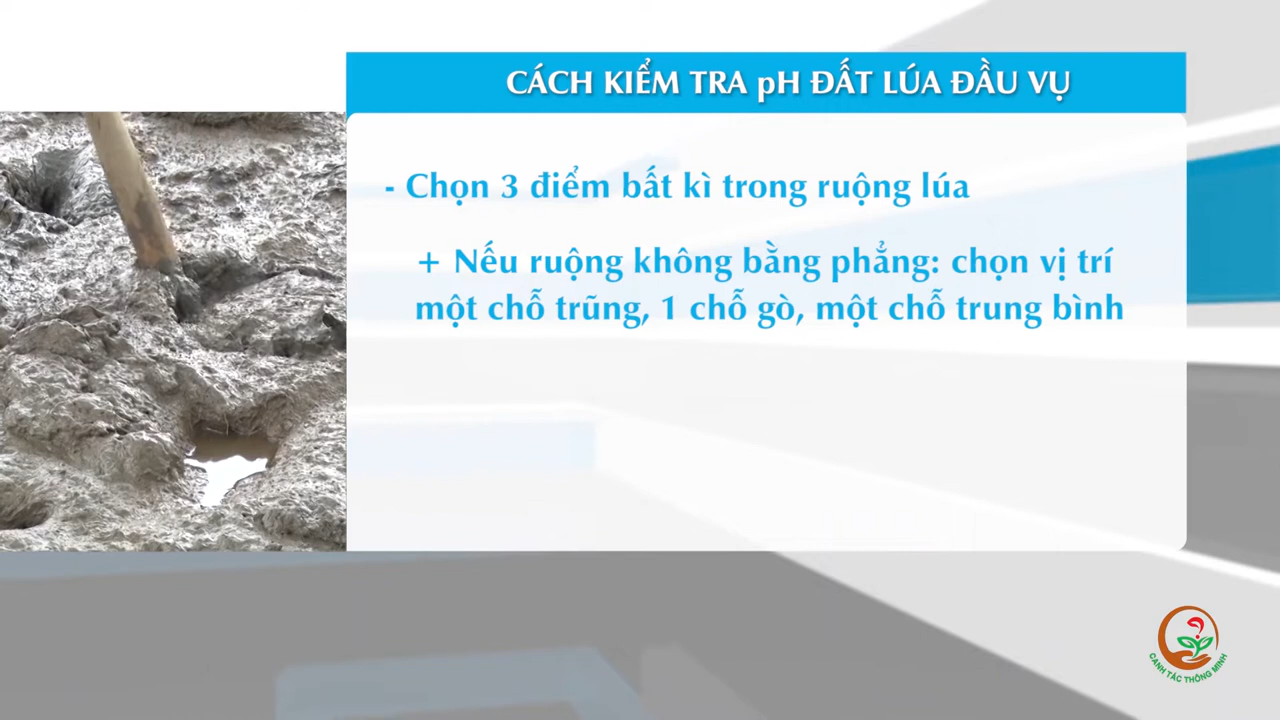 CÁCH KIỂM TRA pH ĐẤT LÚA ĐẦU VỤ
- Chọn 3 điểm bất kì trong ruộng lúa
+ Nếu ruộng không bằng phẳng: chọn vị trí
một chỗ trũng, 1 chỗ gò, một chỗ trung bình
CANH TÁC THÔNG MINH